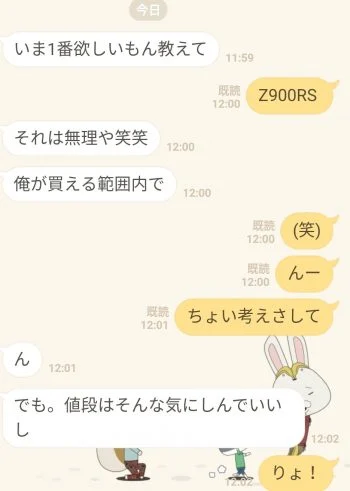 今日
いま1番欲しいもん教えて
11:59
既読
12:00
Z900RS
それは無理や笑笑
12:00
俺が買える範囲内で
12:00
既読
12:00
(笑)
既読
12:00
んー
既読
12:01
ちょい考えさして
ん
12:01
でも。値段はそんな気にしんでいい
し
12:02
12:02
りょ！